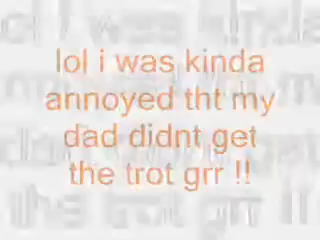 lol i was kinda
annoyed tht my
dad didnt get
the trot grr !!